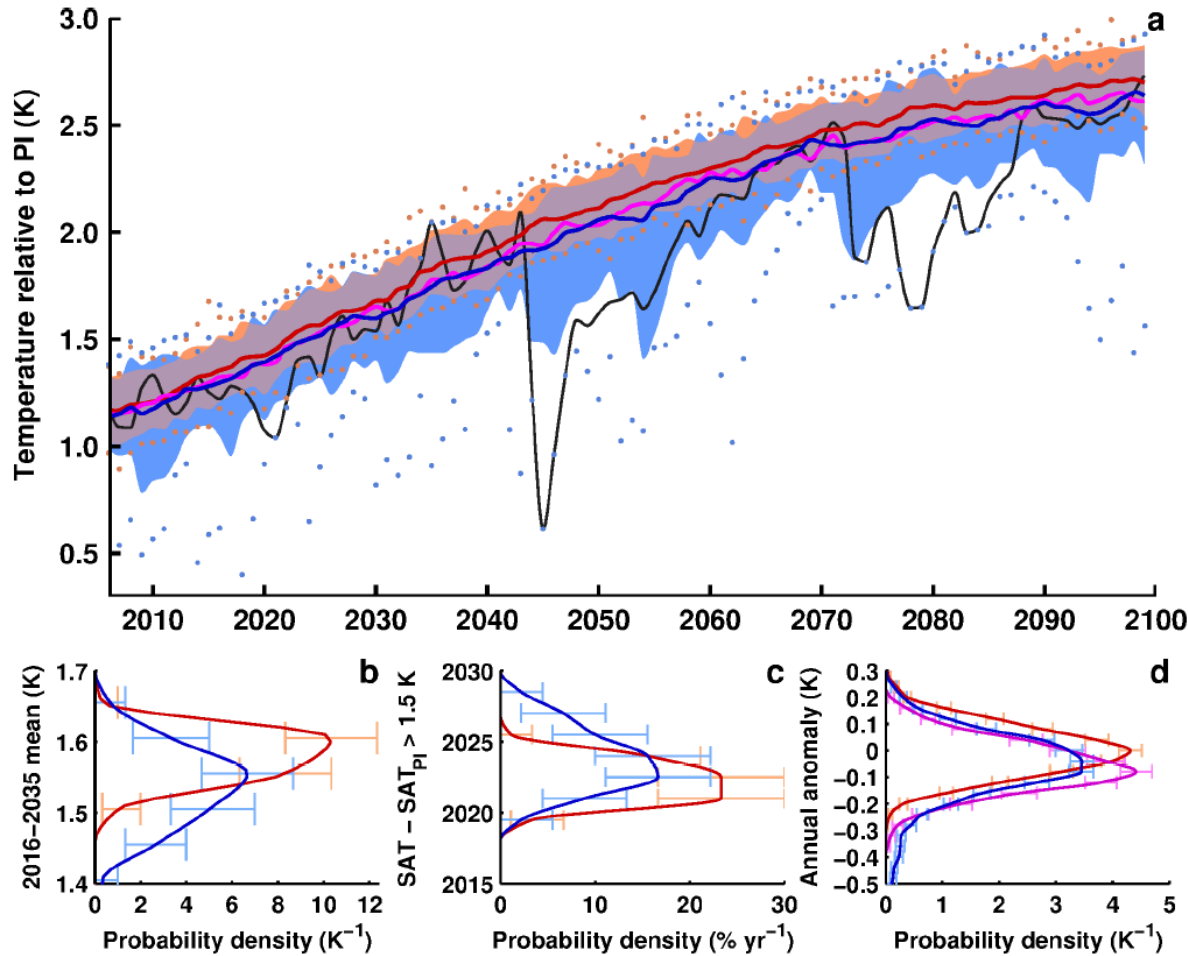 a
Temperature relative to PI (K)
3.0
2.5
2.0
1.5
1.0
0.5
2010 2020 2030 2040 2050 2060 2070 2080 2090 2100
b
2016−2035 mean (K)
1.7
1.6
1.5
1.4
0 2 4 6 8 10 12
Probability density (K⁻¹)
c
SAT − SAT_PI > 1.5 K
2030
2025
2020
2015
0 10 20 30
Probability density (% yr⁻¹)
d
Annual anomaly (K)
0.3
0.2
0.1
0
−0.1
−0.2
−0.3
−0.4
−0.5
0 1 2 3 4 5
Probability density (K⁻¹)